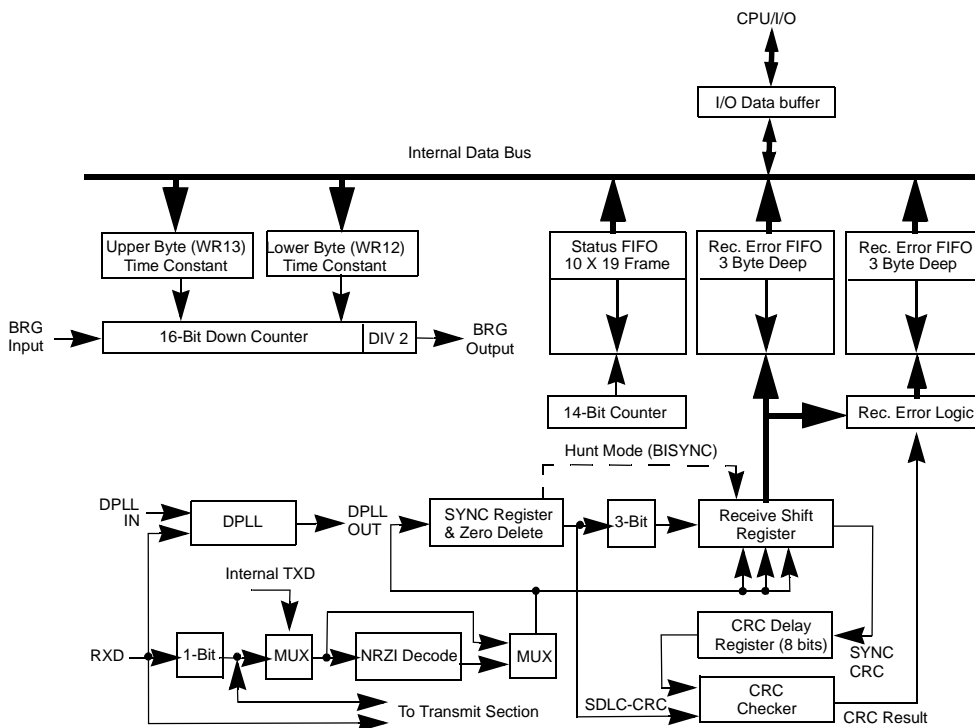 CPU/I/O
I/O Data buffer
Internal Data Bus
Upper Byte (WR13)
Time Constant
Lower Byte (WR12)
Time Constant
Status FIFO
10 X 19 Frame
Rec. Error FIFO
3 Byte Deep
Rec. Error FIFO
3 Byte Deep
BRG
Input
16-Bit Down Counter
DIV 2
BRG
Output
14-Bit Counter
Rec. Error Logic
Hunt Mode (BISYNC)
DPLL
IN
DPLL
DPLL
OUT
SYNC Register
& Zero Delete
3-Bit
Receive Shift
Register
Internal TXD
RXD
1-Bit
MUX
NRZI Decode
MUX
CRC Delay
Register (8 bits)
SYNC
CRC
To Transmit Section
SDLC-CRC
CRC
Checker
CRC Result